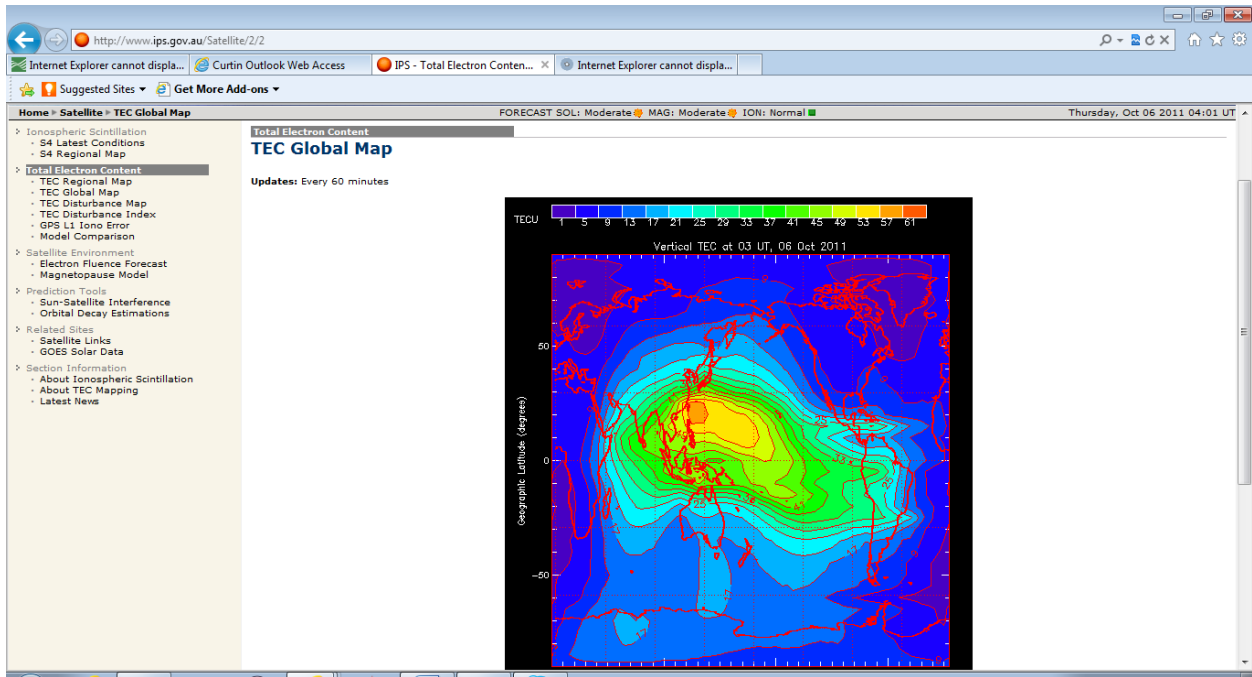 http://www.ips.gov.au/Satellite/2/2
Internet Explorer cannot displa...
Curtin Outlook Web Access
IPS - Total Electron Conten...
Internet Explorer cannot displa...
Suggested Sites
Get More Add-ons
Home Satellite TEC Global Map
FORECAST SOL: Moderate MAG: Moderate ION: Normal
Thursday, Oct 06 2011 04:01 UT
Ionospheric Scintillation
S4 Latest Conditions
S4 Regional Map
Total Electron Content
TEC Regional Map
TEC Global Map
TEC Disturbance Map
TEC Disturbance Index
GPS L1 Iono Error
Model Comparison
Satellite Environment
Electron Fluence Forecast
Magnetopause Model
Prediction Tools
Sun-Satellite Interference
Orbital Decay Estimations
Related Sites
Satellite Links
GOES Solar Data
Section Information
About Ionospheric Scintillation
About TEC Mapping
Latest News
Total Electron Content
TEC Global Map
Updates: Every 60 minutes
TECU
1 5 9 13 17 21 25 29 33 37 41 45 49 53 57 61
Vertical TEC at 03 UT, 06 Oct 2011
Geographic Latitude (degrees)
50
0
-50
25
25
25
17
17